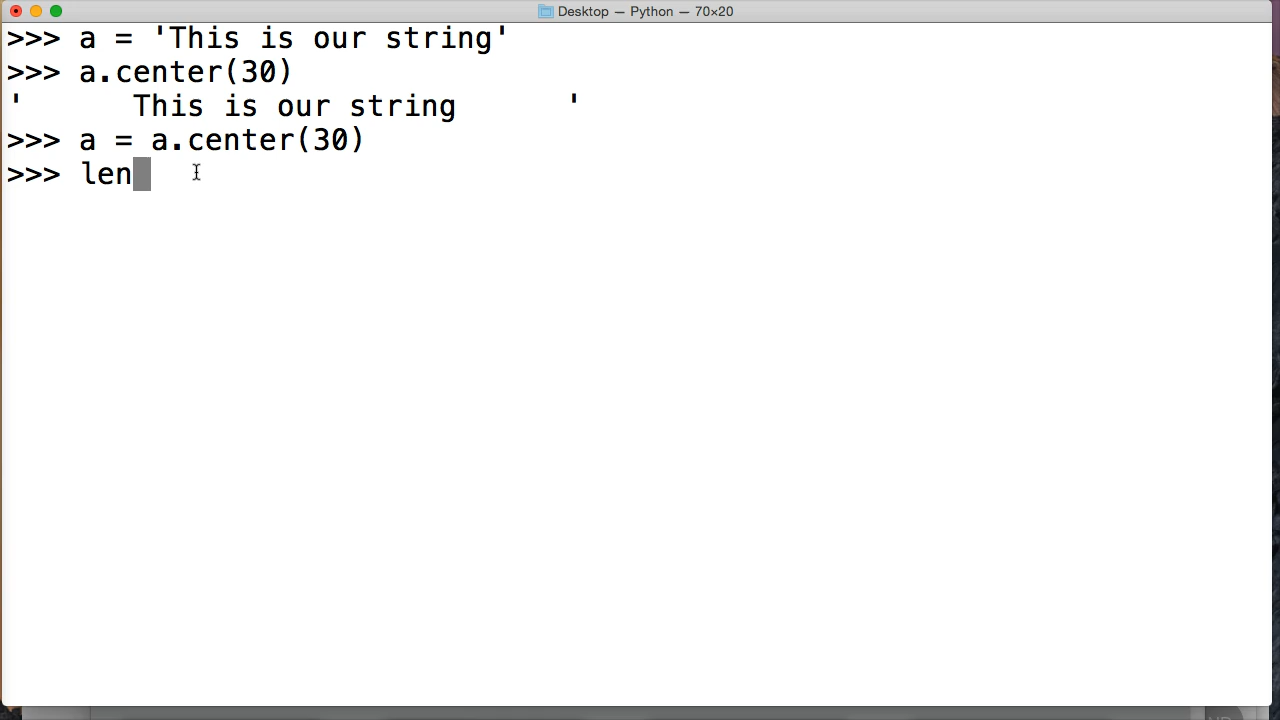 Desktop — Python — 70×20
>>> a = 'This is our string'
>>> a.center(30)
'      This is our string      '
>>> a = a.center(30)
>>> len